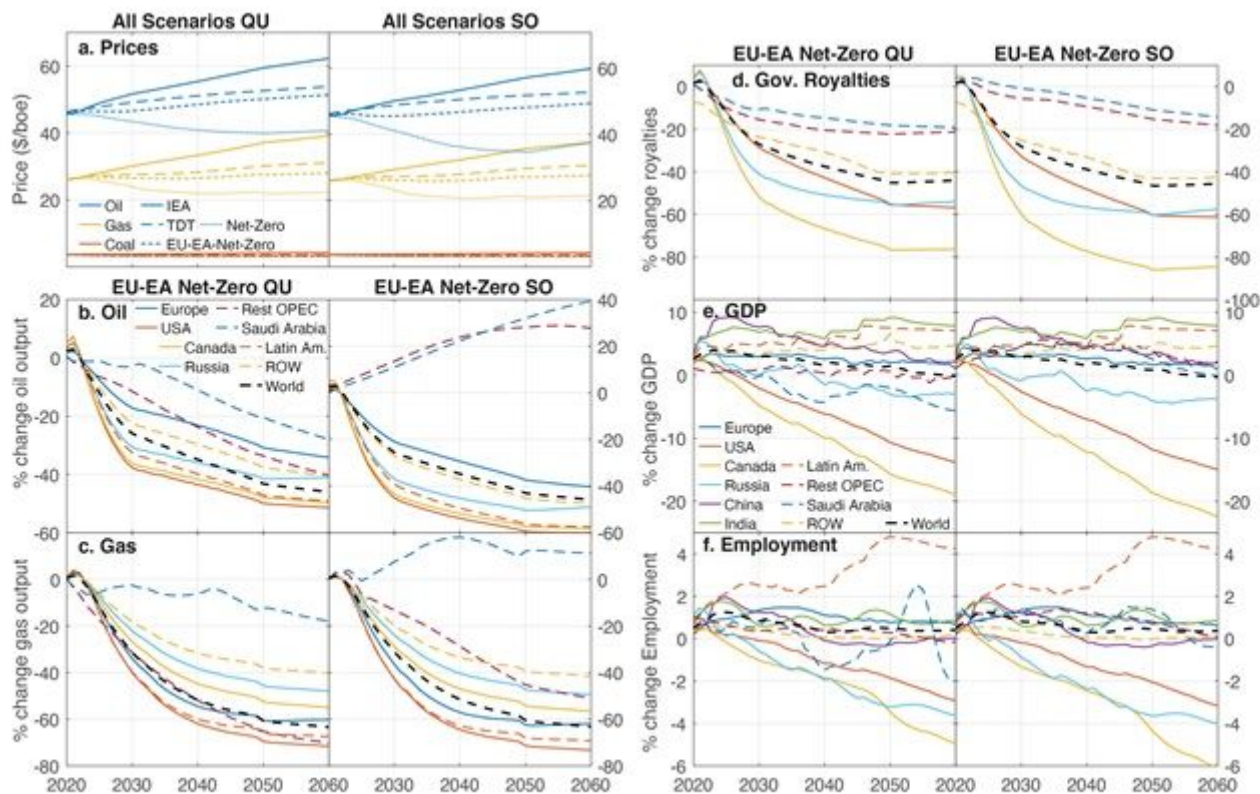 All Scenarios QU
All Scenarios SO
a. Prices
Price ($/boe)
60
40
20
60
40
20
Oil
IEA
Gas
TDT
Net-Zero
Coal
EU-EA-Net-Zero
EU-EA Net-Zero QU
EU-EA Net-Zero SO
b. Oil
% change oil output
20
0
-20
-40
-60
40
20
0
-20
-40
-60
Europe
Rest OPEC
USA
Saudi Arabia
Canada
Latin Am.
Russia
ROW
World
c. Gas
% change gas output
0
-20
-40
-60
-80
0
-20
-40
-60
-80
2020 2030 2040 2050 2060 2030 2040 2050 2060
EU-EA Net-Zero QU
EU-EA Net-Zero SO
d. Gov. Royalties
% change royalties
0
-20
-40
-60
-80
0
-20
-40
-60
-80
-100
e. GDP
% change GDP
10
0
-10
-20
10
0
-10
-20
Europe
USA
Canada
Latin Am.
Russia
Rest OPEC
China
Saudi Arabia
India
ROW
World
f. Employment
% change Employment
4
2
0
-2
-4
-6
4
2
0
-2
-4
-6
2020 2030 2040 2050 2020 2030 2040 2050 2060